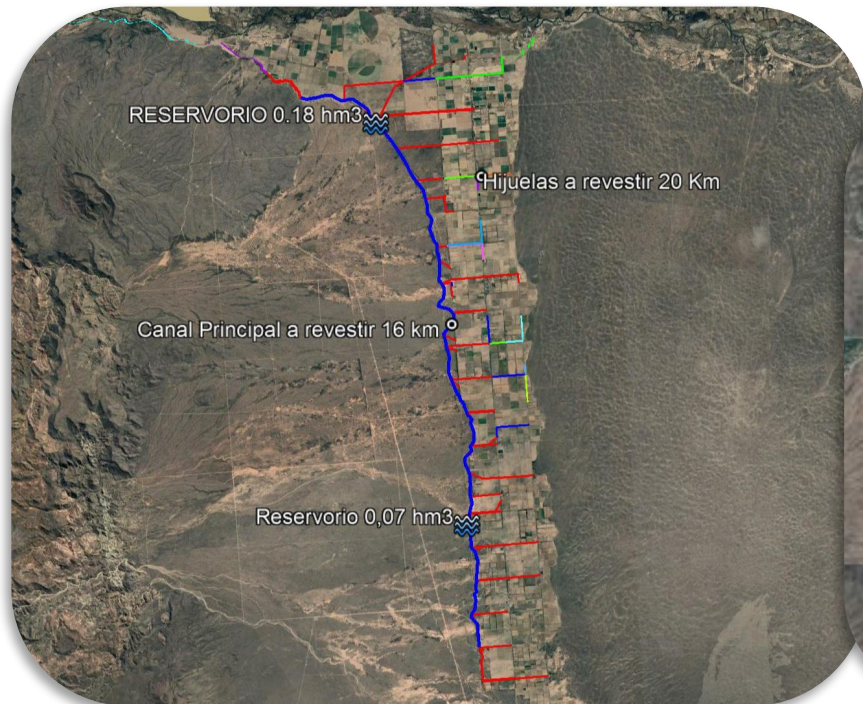 RESERVORIO 0.18 hm3
Hijuelas a revestir 20 Km
Canal Principal a revestir 16 km
Reservorio 0,07 hm3